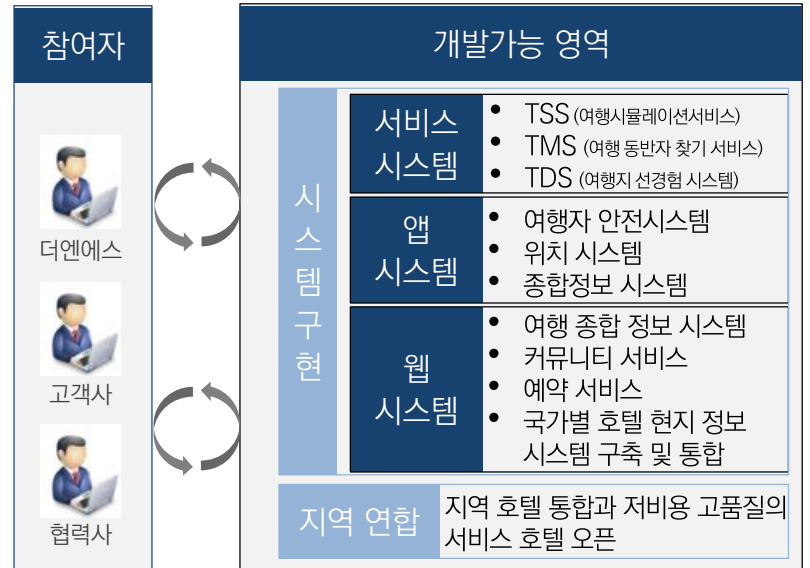 참여자
더엔에스
고객사
협력사
개발가능 영역
시스템구현
서비스
시스템
• TSS (여행시뮬레이션서비스)
• TMS (여행 동반자 찾기 서비스)
• TDS (여행지 선경험 시스템)
앱
시스템
• 여행자 안전시스템
• 위치 시스템
• 종합정보 시스템
웹
시스템
• 여행 종합 정보 시스템
• 커뮤니티 서비스
• 예약 서비스
• 국가별 호텔 현지 정보
시스템 구축 및 통합
지역 연합
지역 호텔 통합과 저비용 고품질의
서비스 호텔 오픈